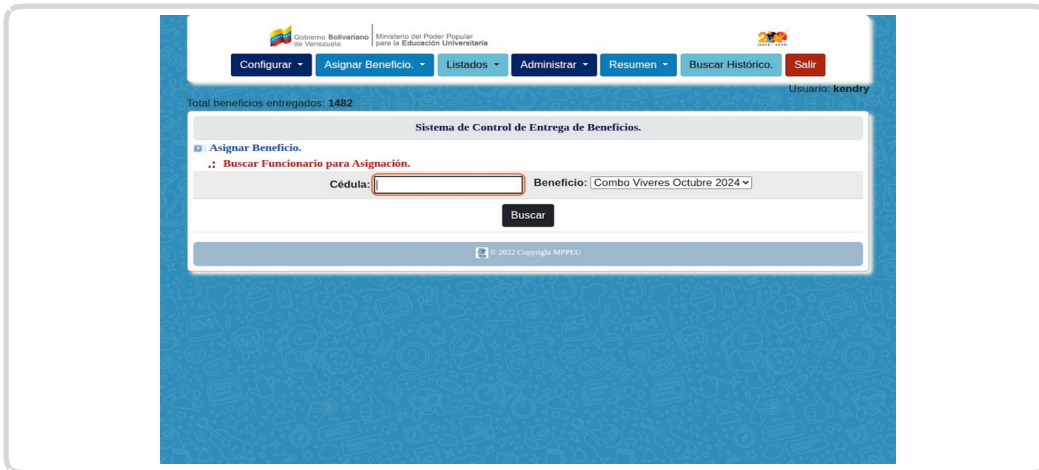 Gobierno Bolivariano
de Venezuela
Ministerio del Poder Popular
para la Educación Universitaria
Configurar
Asignar Beneficio.
Listados
Administrar
Resumen
Buscar Histórico.
Salir
Usuario: kendry
Total beneficios entregados: 1482
Sistema de Control de Entrega de Beneficios.
Asignar Beneficio.
.: Buscar Funcionario para Asignación.
Cédula:
Beneficio: Combo Viveres Octubre 2024
Buscar
© 2022 Copyright MPPEU